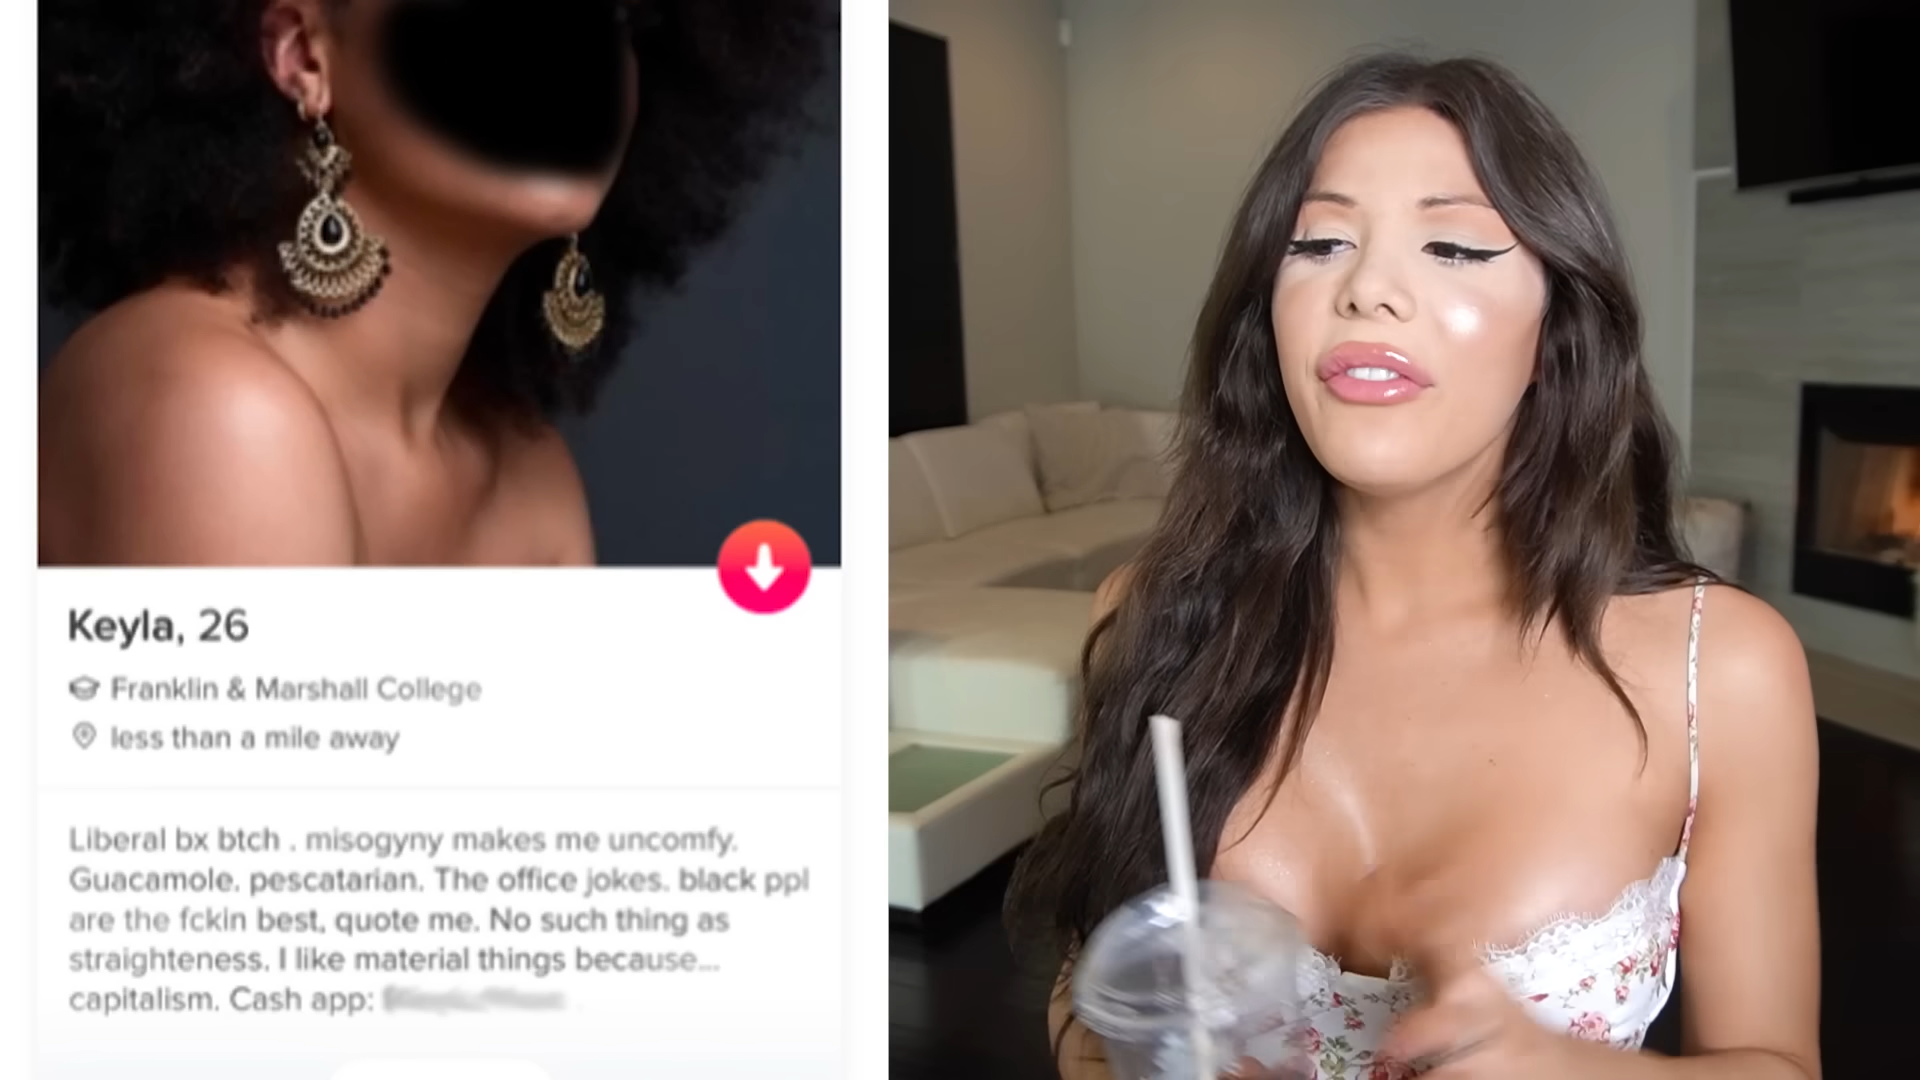 Keyla, 26
Franklin & Marshall College
less than a mile away
Liberal bx btch . misogyny makes me uncomfy.
Guacamole. pescatarian. The office jokes. black ppl
are the fckin best, quote me. No such thing as
straighteness. I like material things because...
capitalism. Cash app: